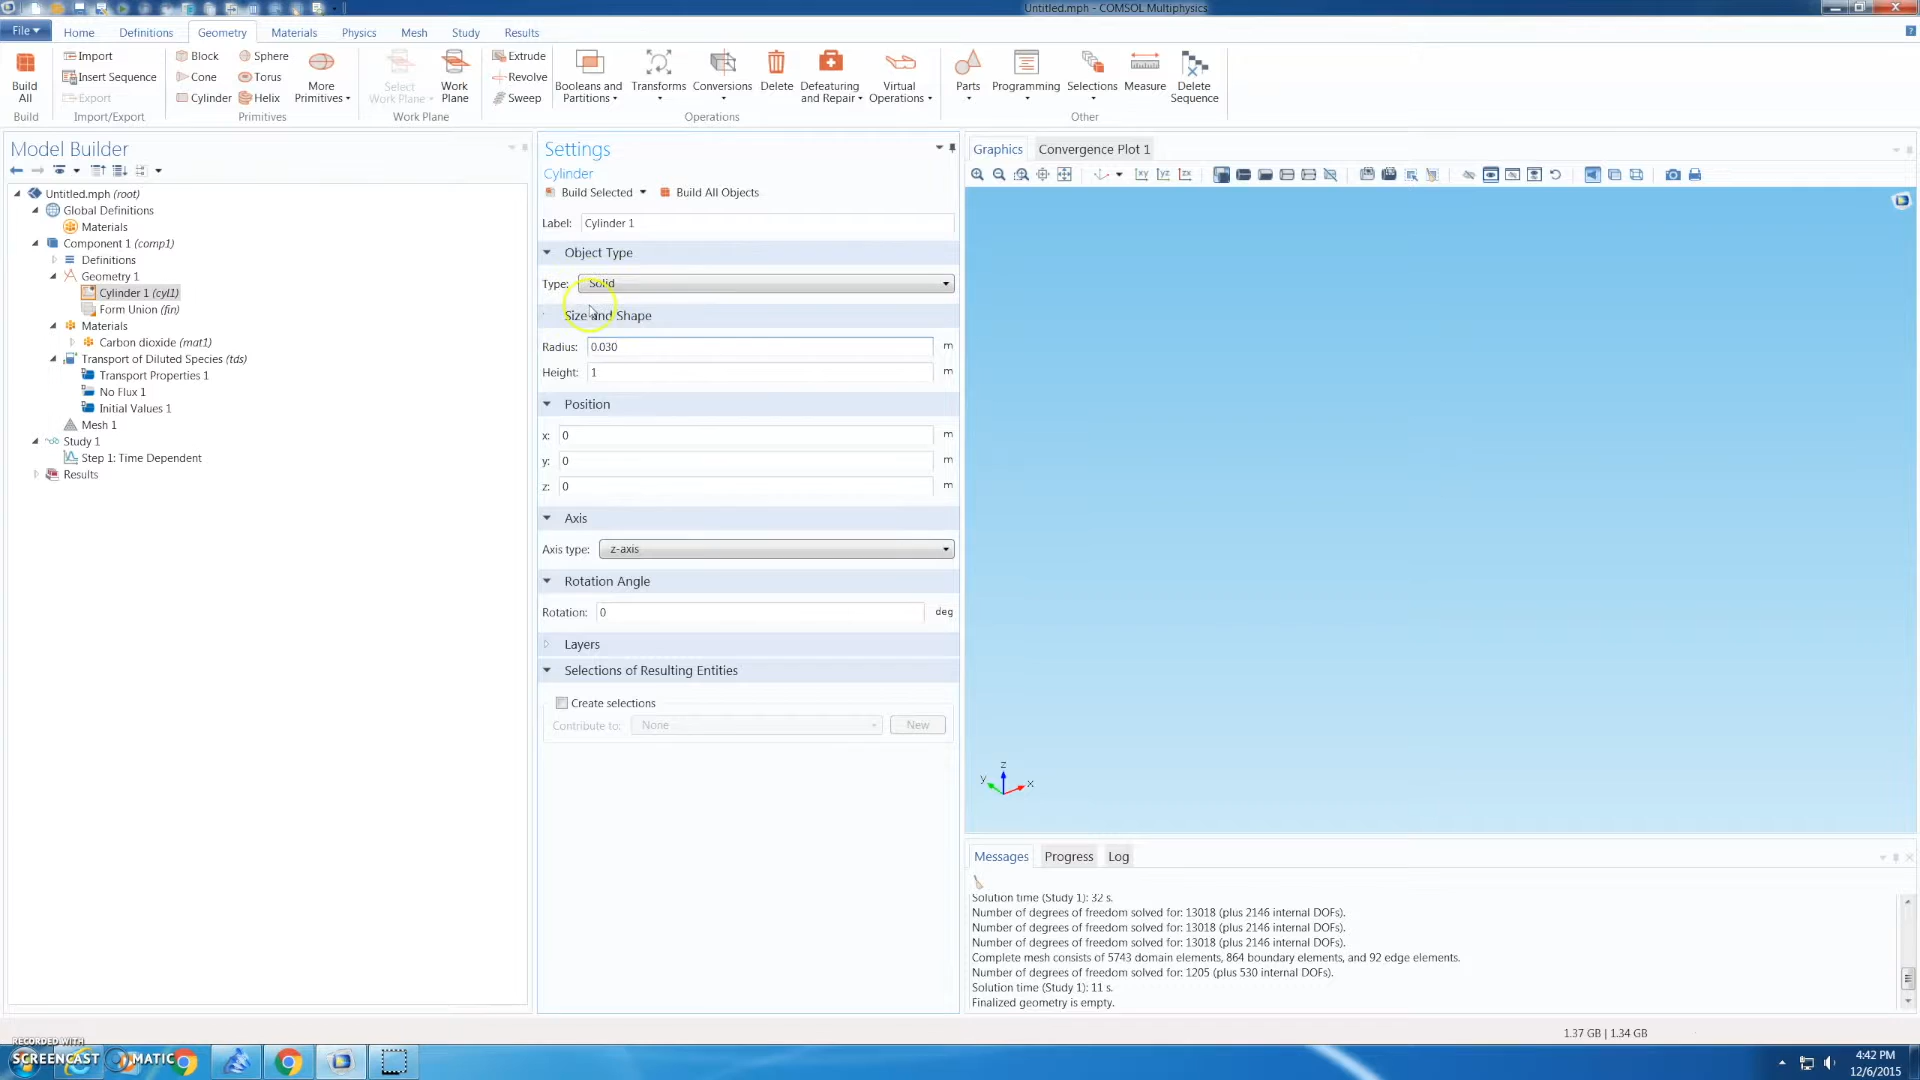 Untitled.mph - COMSOL Multiphysics
File Home Definitions Geometry Materials Physics Mesh Study Results
Build All
Build
Import
Insert Sequence
Export
Import/Export
Block Sphere
Cone Torus
Cylinder Helix
More Primitives
Primitives
Select Work Plane
Work Plane
Work Plane
Extrude
Revolve
Sweep
Booleans and Partitions
Transforms
Conversions
Delete
Defeaturing and Repair
Virtual Operations
Operations
Parts
Programming
Selections
Measure
Delete Sequence
Other
Model Builder
Untitled.mph (root)
Global Definitions
Materials
Component 1 (comp1)
Definitions
Geometry 1
Cylinder 1 (cyl1)
Form Union (fin)
Materials
Carbon dioxide (mat1)
Transport of Diluted Species (tds)
Transport Properties 1
No Flux 1
Initial Values 1
Mesh 1
Study 1
Step 1: Time Dependent
Results
Settings
Cylinder
Build Selected Build All Objects
Label: Cylinder 1
Object Type
Type: Solid
Size and Shape
Radius: 0.030 m
Height: 1 m
Position
x: 0 m
y: 0 m
z: 0 m
Axis
Axis type: z-axis
Rotation Angle
Rotation: 0 deg
Layers
Selections of Resulting Entities
Create selections
Contribute to: None New
Graphics Convergence Plot 1
xy yz zx
z
y x
Messages Progress Log
Solution time (Study 1): 32 s.
Number of degrees of freedom solved for: 13018 (plus 2146 internal DOFs).
Number of degrees of freedom solved for: 13018 (plus 2146 internal DOFs).
Number of degrees of freedom solved for: 13018 (plus 2146 internal DOFs).
Complete mesh consists of 5743 domain elements, 864 boundary elements, and 92 edge elements.
Number of degrees of freedom solved for: 1205 (plus 530 internal DOFs).
Solution time (Study 1): 11 s.
Finalized geometry is empty.
1.37 GB | 1.34 GB
RECORDED WITH
SCREENCAST MATIC
4:42 PM
12/6/2015